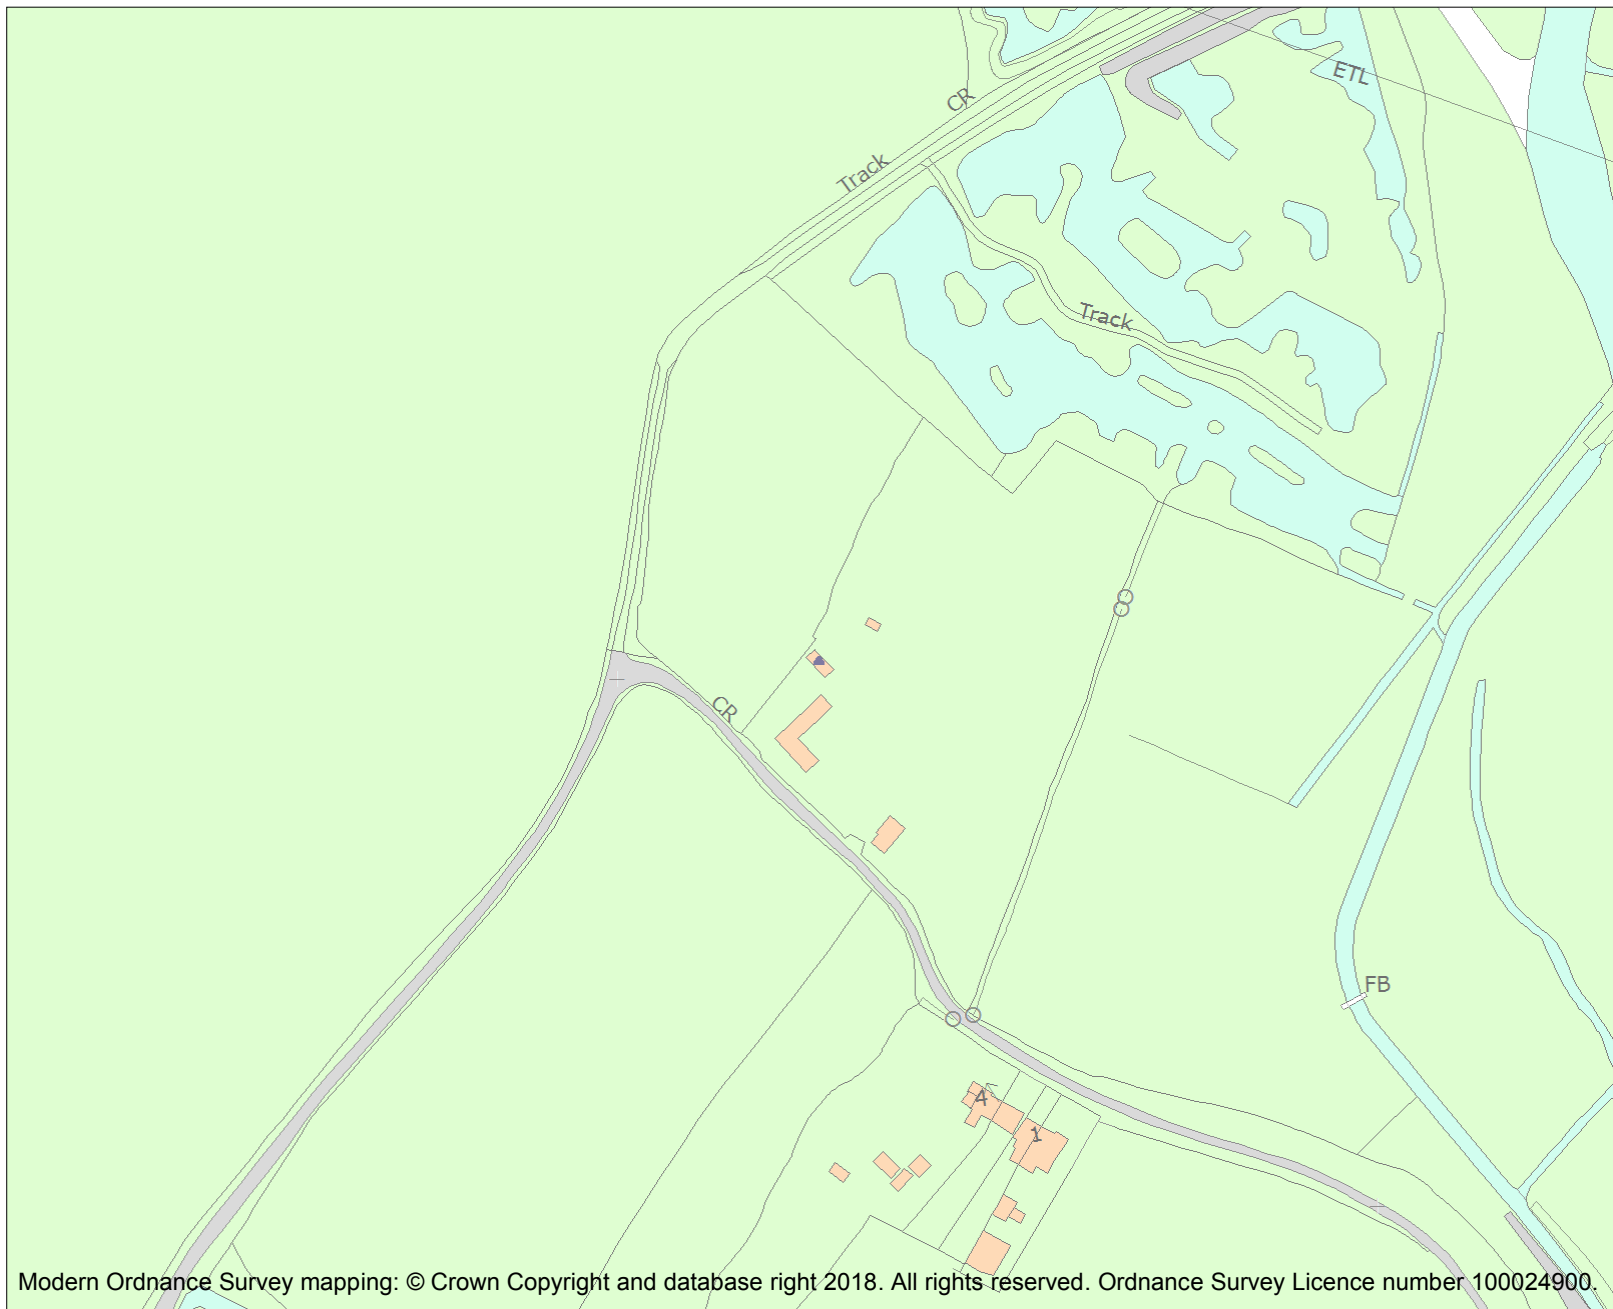 ETL
CR
Track
Track
CR
FB
4
1
Modern Ordnance Survey mapping: © Crown Copyright and database right 2018. All rights reserved. Ordnance Survey Licence number 100024900.